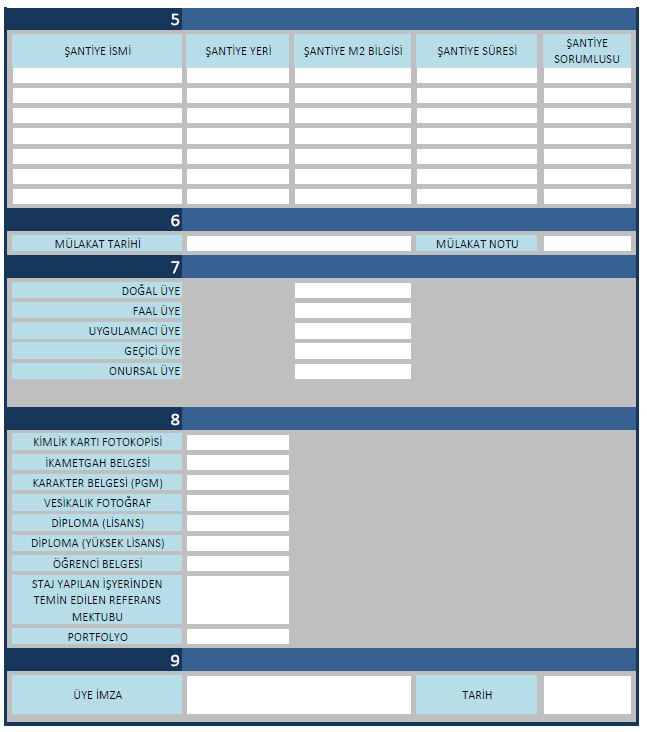 5
ŞANTİYE İSMİ ŞANTİYE YERİ ŞANTİYE M2 BİLGİSİ ŞANTİYE SÜRESİ ŞANTİYE SORUMLUSU
6
MÜLAKAT TARİHİ MÜLAKAT NOTU
7
DOĞAL ÜYE
FAAL ÜYE
UYGULAMACI ÜYE
GEÇİCİ ÜYE
ONURSAL ÜYE
8
KİMLİK KARTI FOTOKOPİSİ
İKAMETGAH BELGESİ
KARAKTER BELGESİ (PGM)
VESİKALIK FOTOĞRAF
DİPLOMA (LİSANS)
DİPLOMA (YÜKSEK LİSANS)
ÖĞRENCİ BELGESİ
STAJ YAPILAN İŞYERİNDEN
TEMİN EDİLEN REFERANS
MEKTUBU
PORTFOLYO
9
ÜYE İMZA TARİH